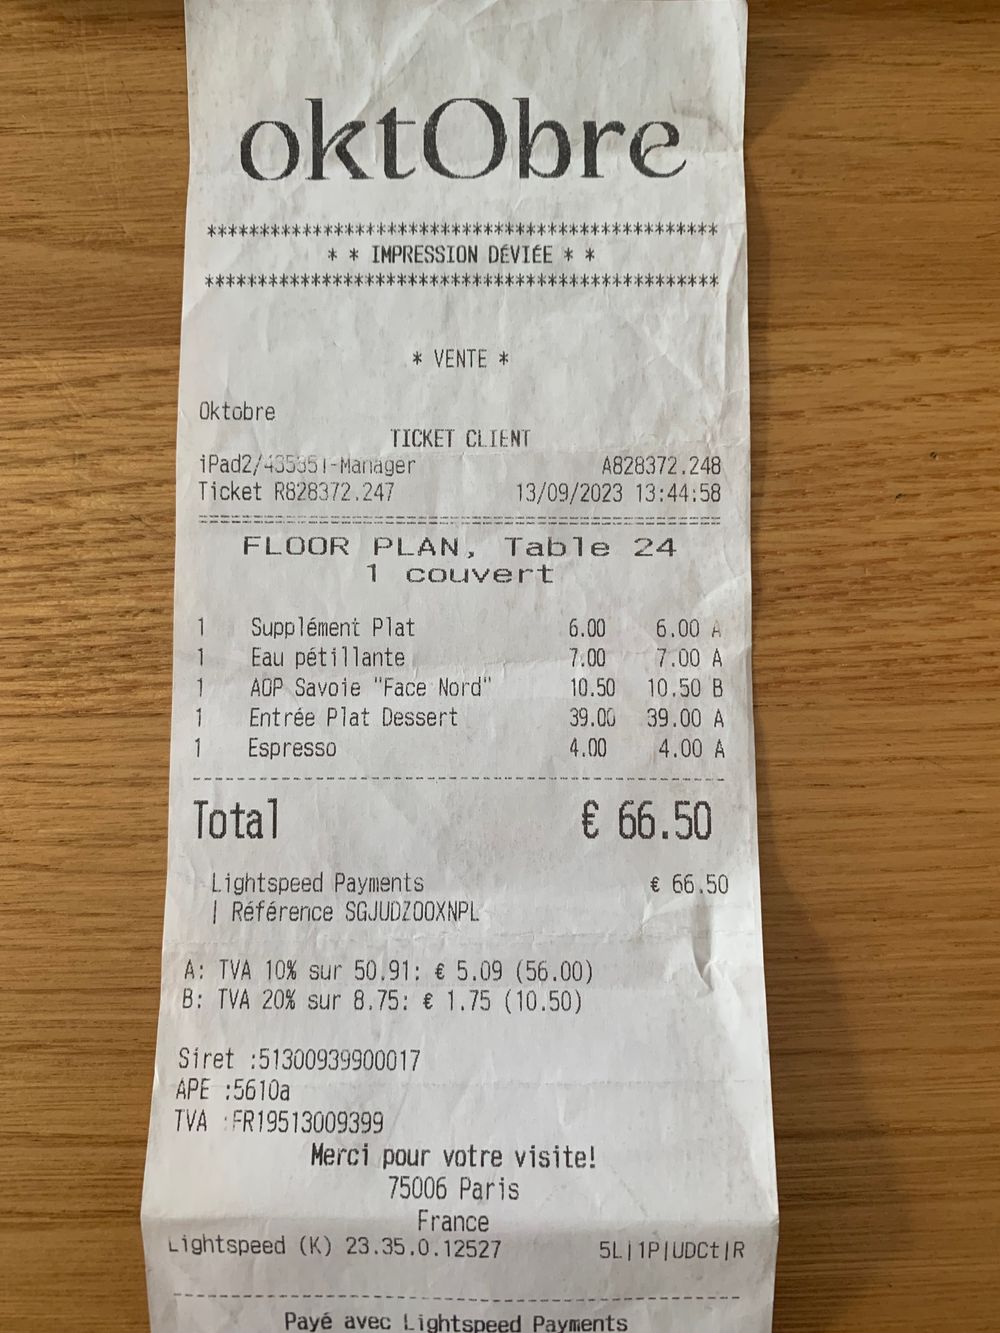 oktObre
************************************************
* * IMPRESSION DÉVIÉE * *
************************************************
* VENTE *
Oktobre
TICKET CLIENT
iPad2/435351-Manager A828372.248
Ticket R828372.247 13/09/2023 13:44:58
FLOOR PLAN, Table 24
1 couvert
1 Supplément Plat 6.00 6.00 A
1 Eau pétillante 7.00 7.00 A
1 AOP Savoie "Face Nord" 10.50 10.50 B
1 Entrée Plat Dessert 39.00 39.00 A
1 Espresso 4.00 4.00 A
Total € 66.50
Lightspeed Payments € 66.50
| Référence SGJUDZOOXNPL
A: TVA 10% sur 50.91: € 5.09 (56.00)
B: TVA 20% sur 8.75: € 1.75 (10.50)
Siret :51300939900017
APE :5610a
TVA :FR19513009399
Merci pour votre visite!
75006 Paris
France
Lightspeed (K) 23.35.0.12527 5L|1P|UDCt|R
Payé avec Lightspeed Payments